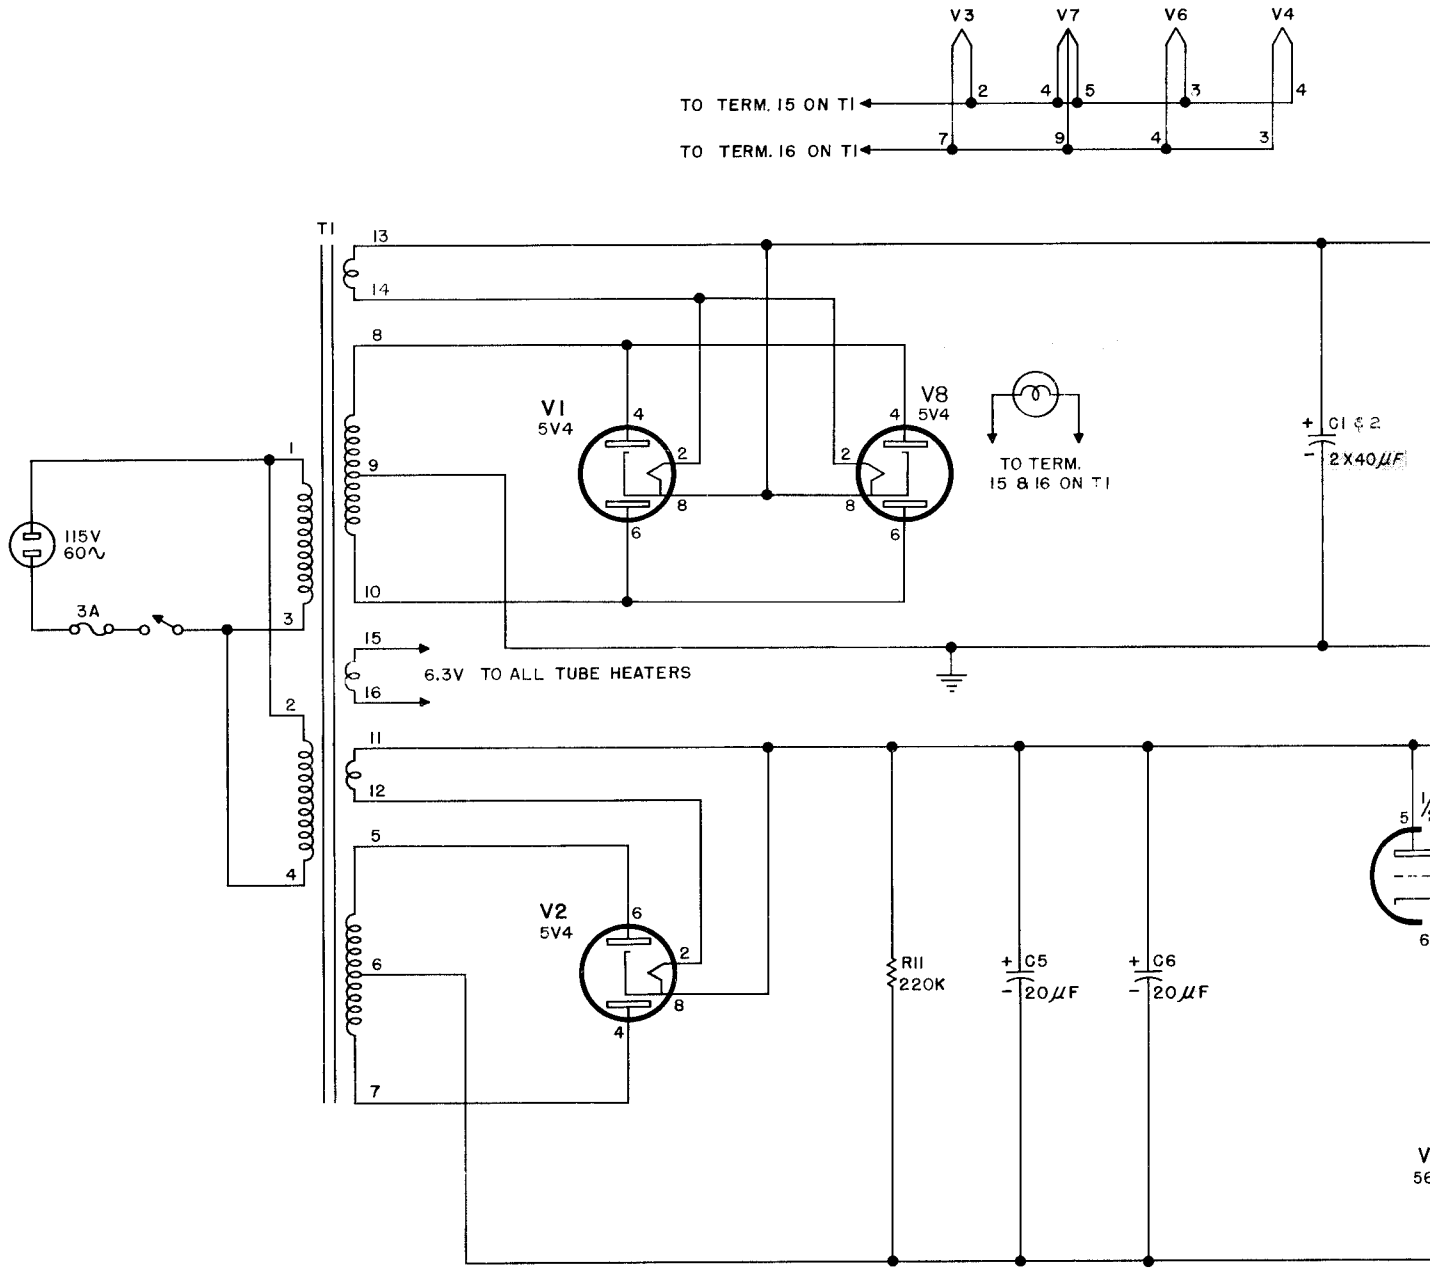 V3 V7 V6 V4
TO TERM. 15 ON T1 2 4 5 3 4
TO TERM. 16 ON T1 7 9 4 3
T1
13
14
8
V1
5V4
4
2
8
6
V8
5V4
4
2
8
6
TO TERM.
15 & 16 ON T1
+ C1 & 2
- 2X40µF
1
9
115V
60~
3A
3
10
15
6.3V TO ALL TUBE HEATERS
16
2
11
12
5
4
V2
5V4
6
2
8
4
6
7
R11
220K
+ C5
- 20µF
+ C6
- 20µF
5
6
V
56